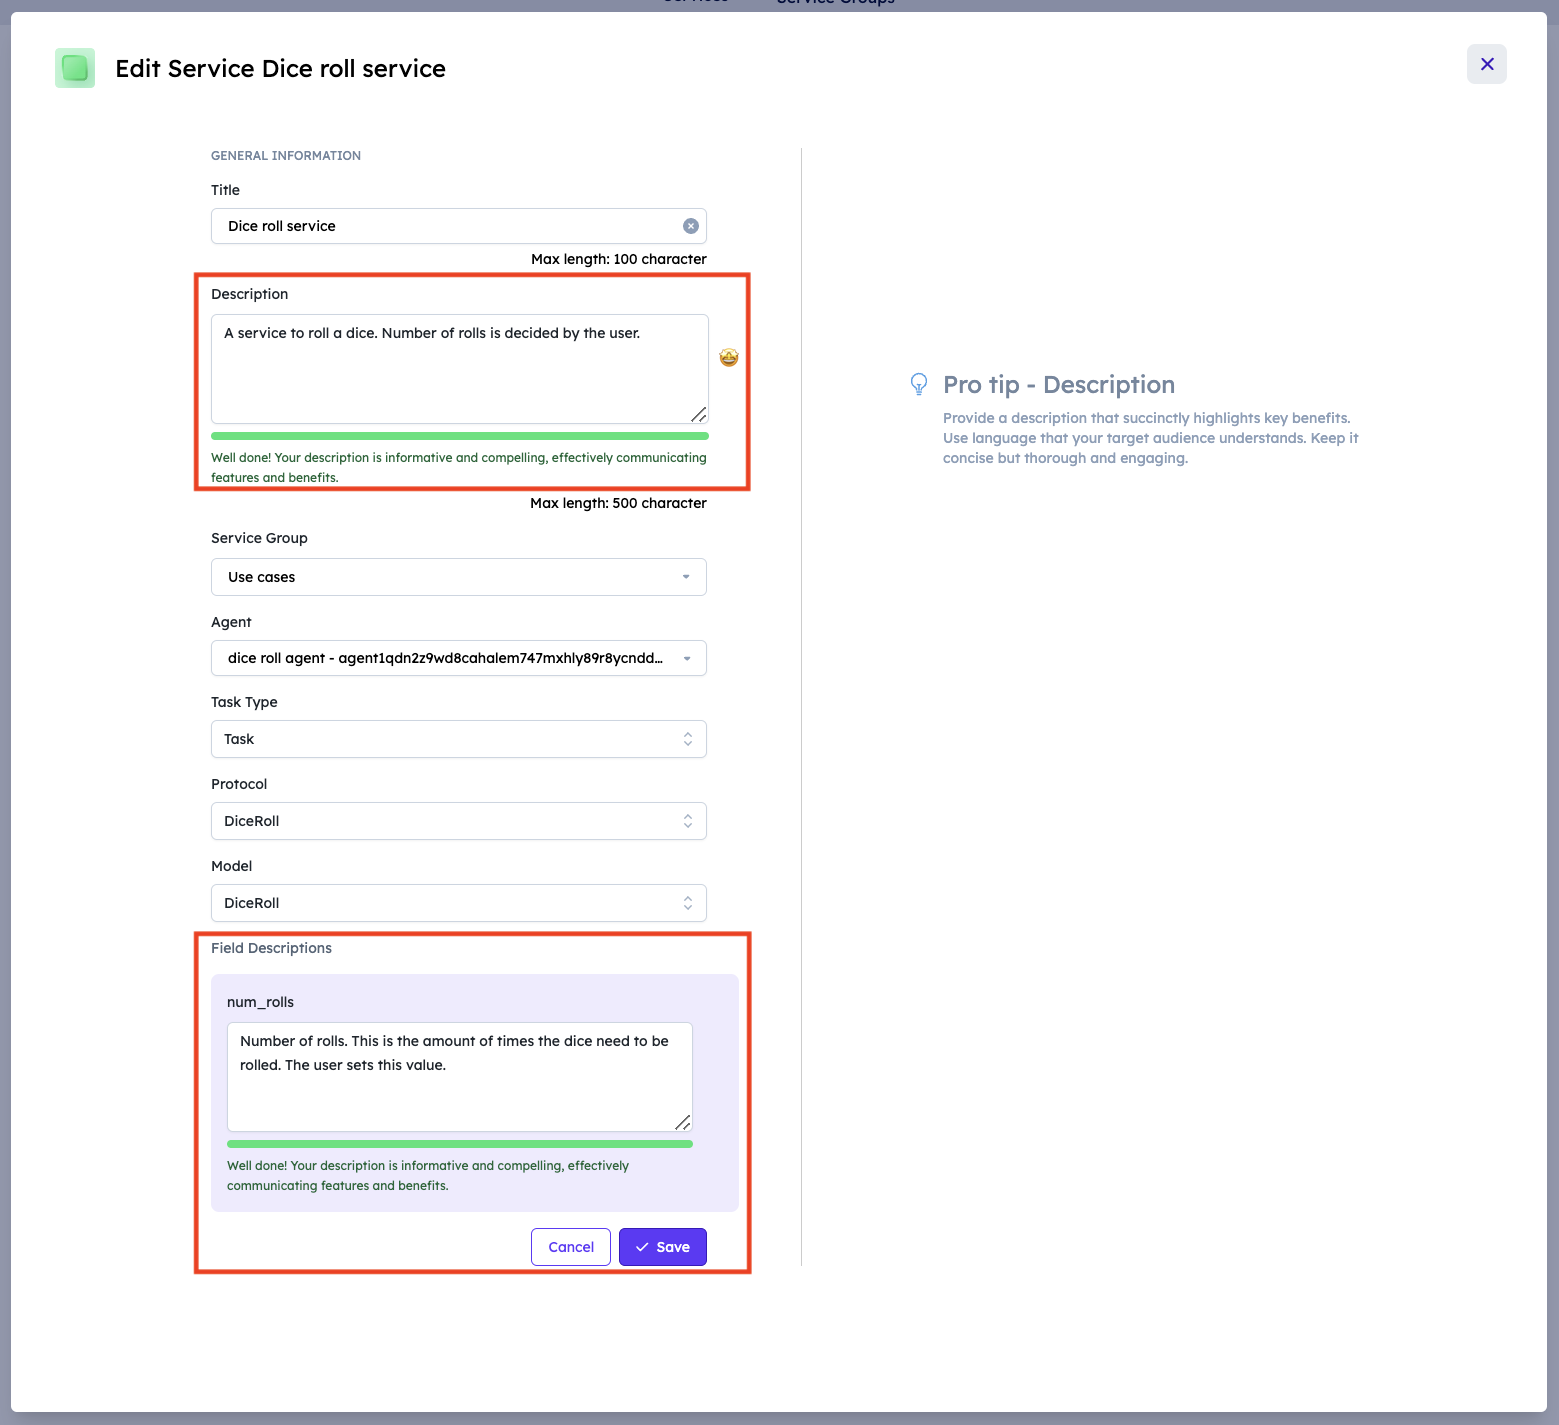 Services Service Groups
Edit Service Dice roll service
GENERAL INFORMATION
Title
Dice roll service
Max length: 100 character
Description
A service to roll a dice. Number of rolls is decided by the user.
Well done! Your description is informative and compelling, effectively communicating
features and benefits.
Max length: 500 character
Service Group
Use cases
Agent
dice roll agent - agent1qdn2z9wd8cahalem747mxhly89r8ycndd...
Task Type
Task
Protocol
DiceRoll
Model
DiceRoll
Field Descriptions
num_rolls
Number of rolls. This is the amount of times the dice need to be
rolled. The user sets this value.
Well done! Your description is informative and compelling, effectively
communicating features and benefits.
Cancel
Save
Pro tip - Description
Provide a description that succinctly highlights key benefits.
Use language that your target audience understands. Keep it
concise but thorough and engaging.